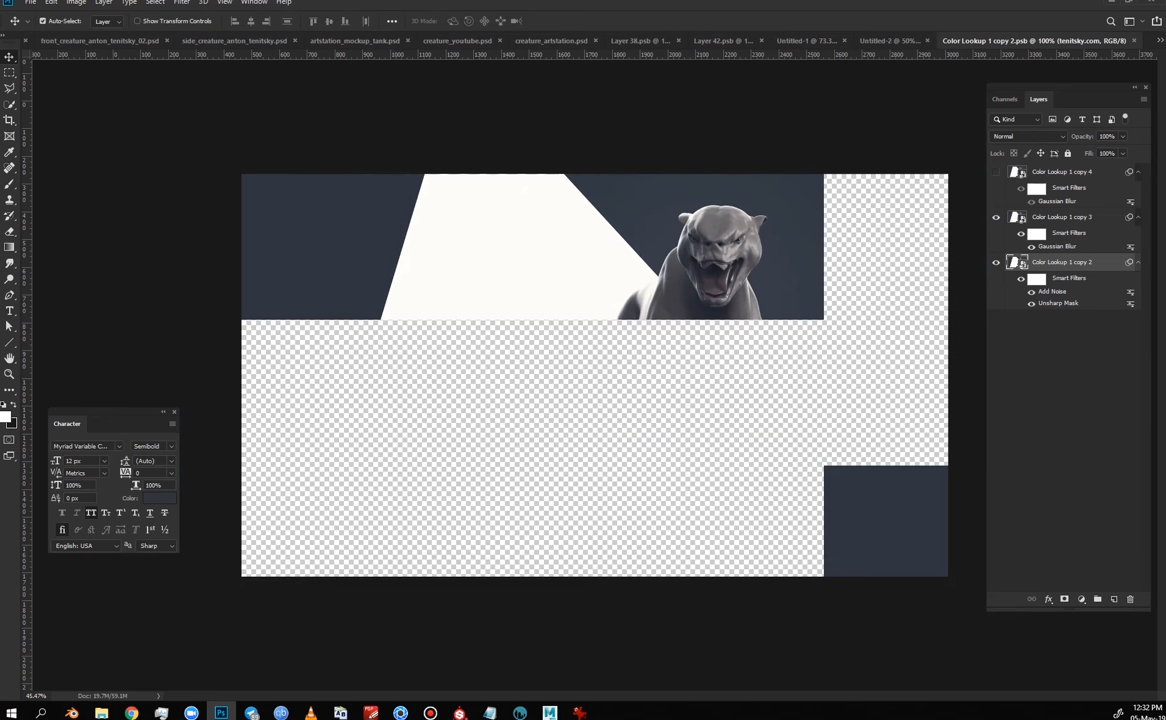 File Edit Image Layer Type Select Filter 3D View Window Help
Auto-Select: Layer Show Transform Controls 3D Mode:
front_creature_anton_tenitsky_02.psd × side_creature_anton_tenitsky.psd × artstation_mockup_tank.psd × creature_youtube.psd × creature_artstation.psd × Layer 38.psb @ 1... × Layer 42.psb @ 1... × Untitled-1 @ 73.3... × Untitled-2 @ 50%... × Color Lookup 1 copy 2.psb @ 100% (tenitsky.com, RGB/8) ×
Channels Layers
Kind
Normal Opacity: 100%
Lock: Fill: 100%
Color Lookup 1 copy 4
Smart Filters
Gaussian Blur
Color Lookup 1 copy 3
Smart Filters
Gaussian Blur
Color Lookup 1 copy 2
Smart Filters
Add Noise
Unsharp Mask
Character
Myriad Variable C... Semibold
12 px (Auto)
Metrics 0
100% 100%
0 px Color:
English: USA Sharp
45.47% Doc: 19.7M/59.1M
12:32 PM